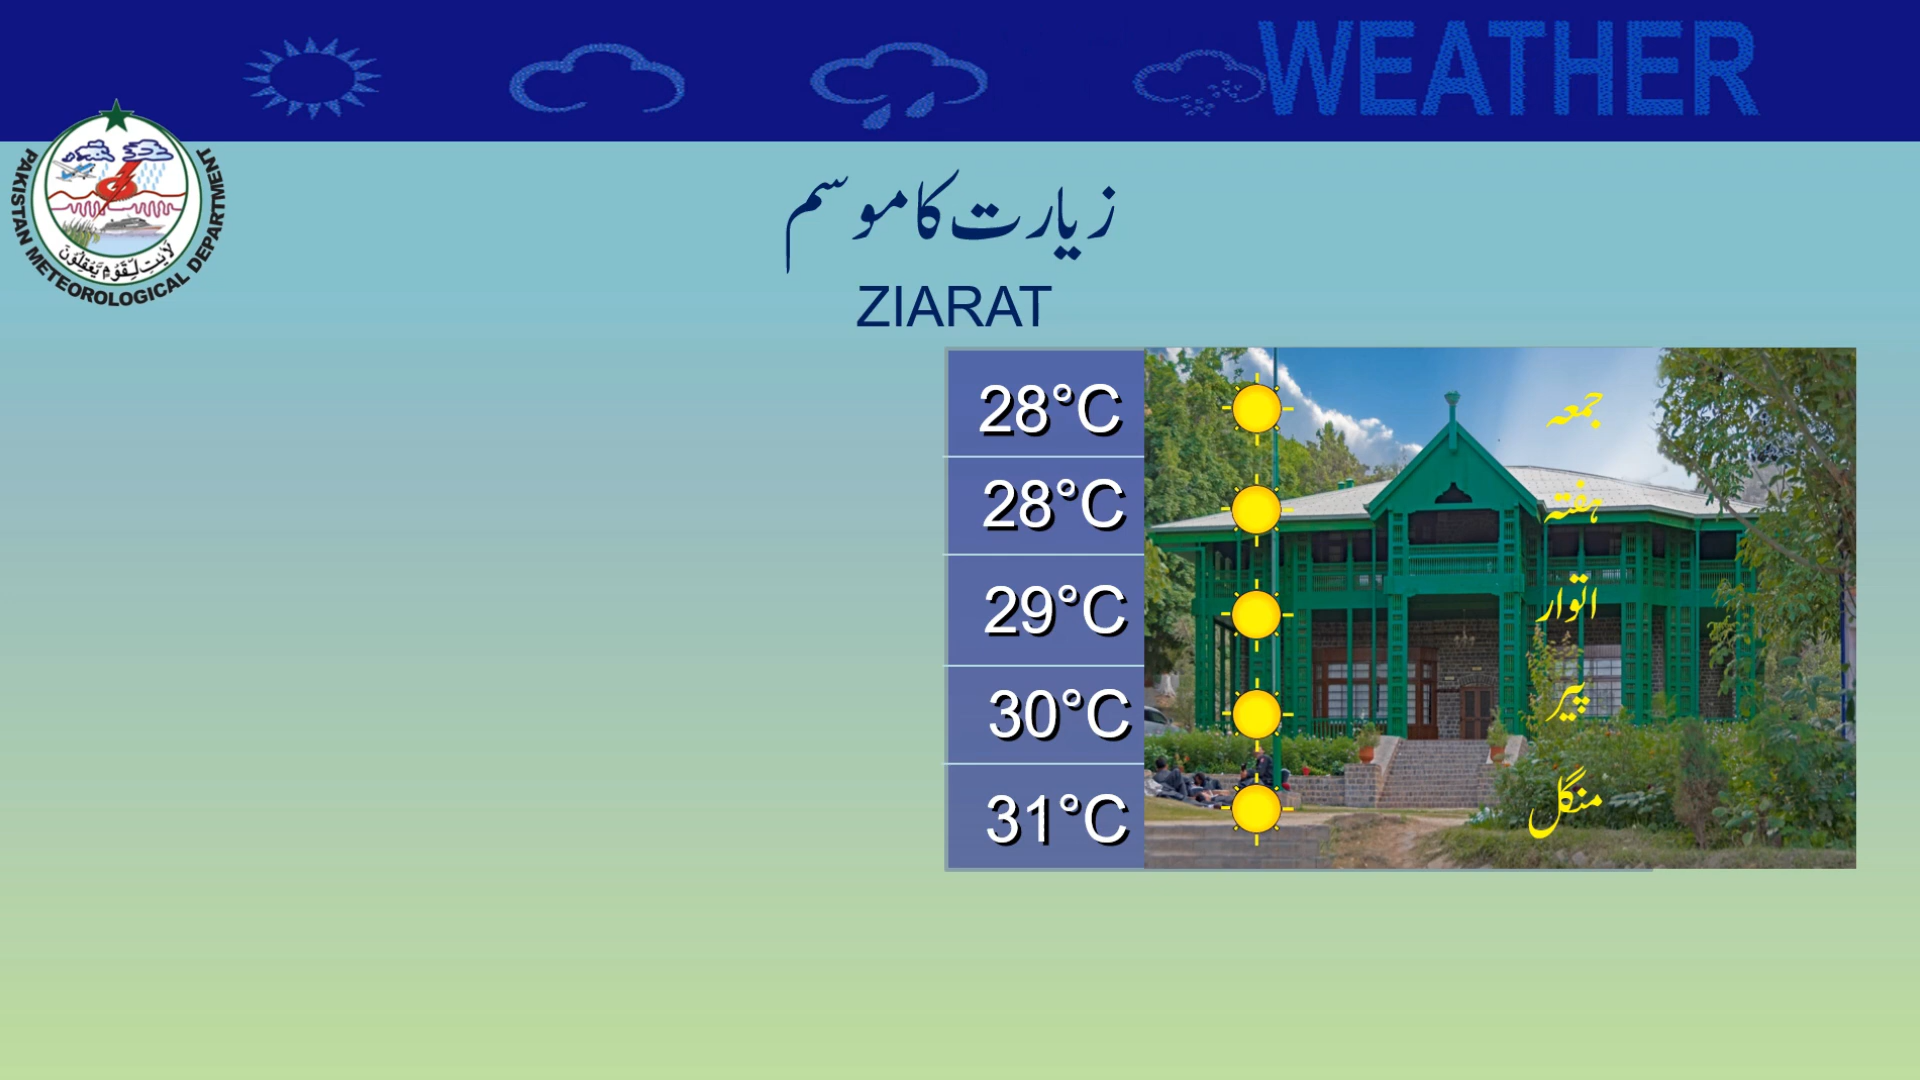 WEATHER
PAKISTAN METEOROLOGICAL DEPARTMENT
لَاٰیٰتٍ لِّقَوْمٍ یَّعْقِلُوْنَ
زیارت کا موسم
ZIARAT
28°C جمعہ
28°C ہفتہ
29°C اتوار
30°C پیر
31°C منگل